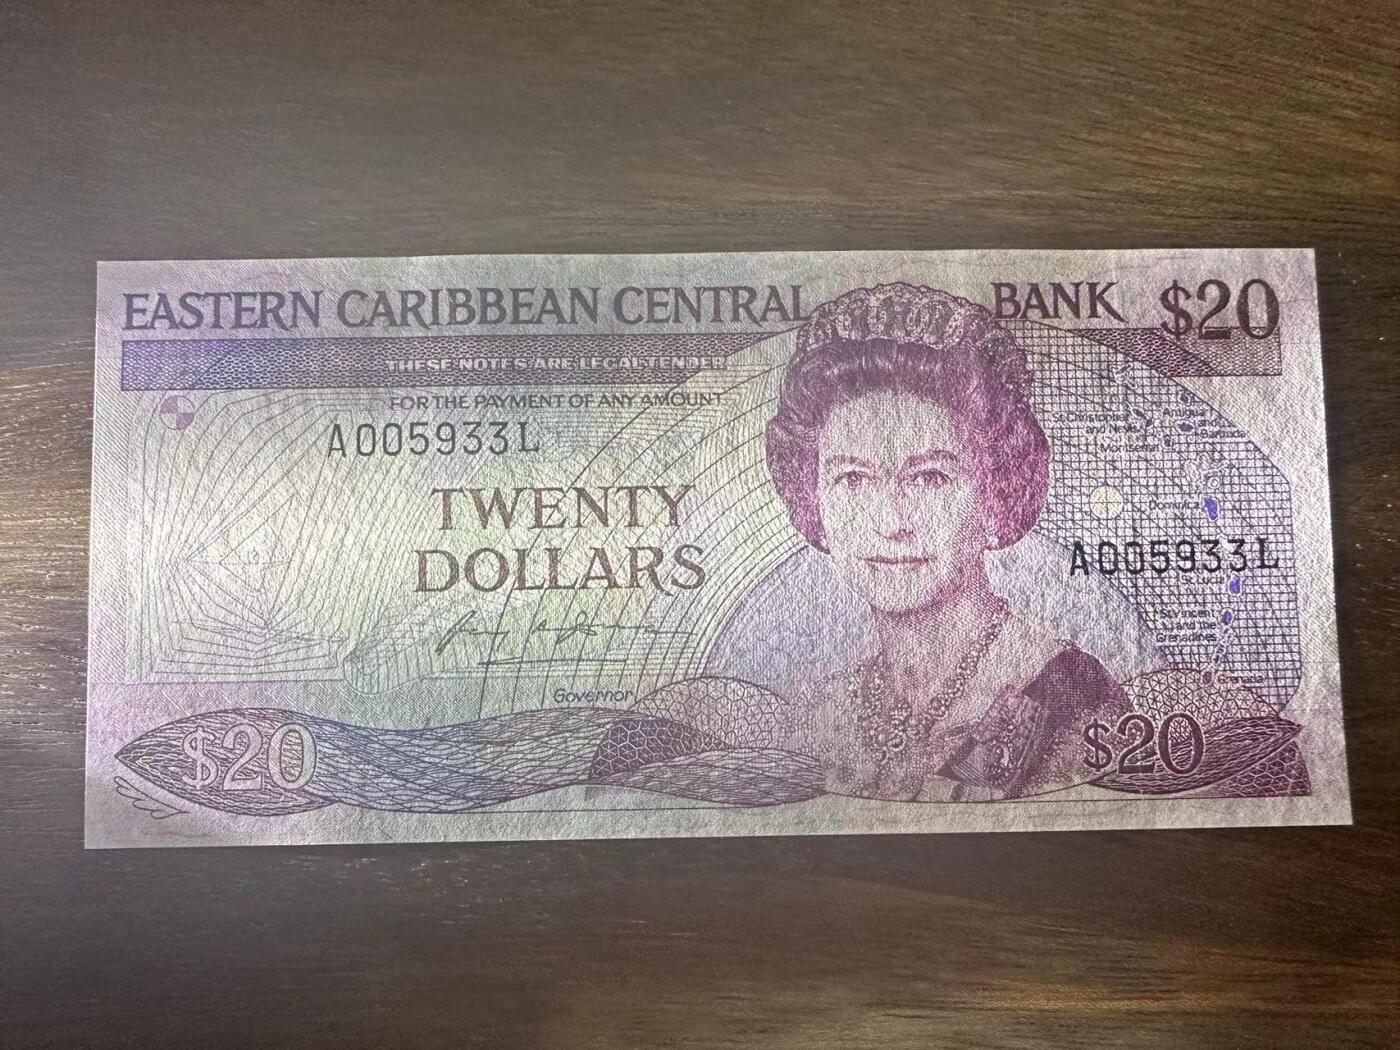 EASTERN CARIBBEAN CENTRAL BANK $20
THESE NOTES ARE LEGAL TENDER
FOR THE PAYMENT OF ANY AMOUNT
A005933L
TWENTY
DOLLARS
Governor
$20
St Christopher
and Nevis
Antigua
and
Barbuda
Montserrat
Dominica
A005933L
St Lucia
St Vincent
and the
Grenadines
Grenada
$20